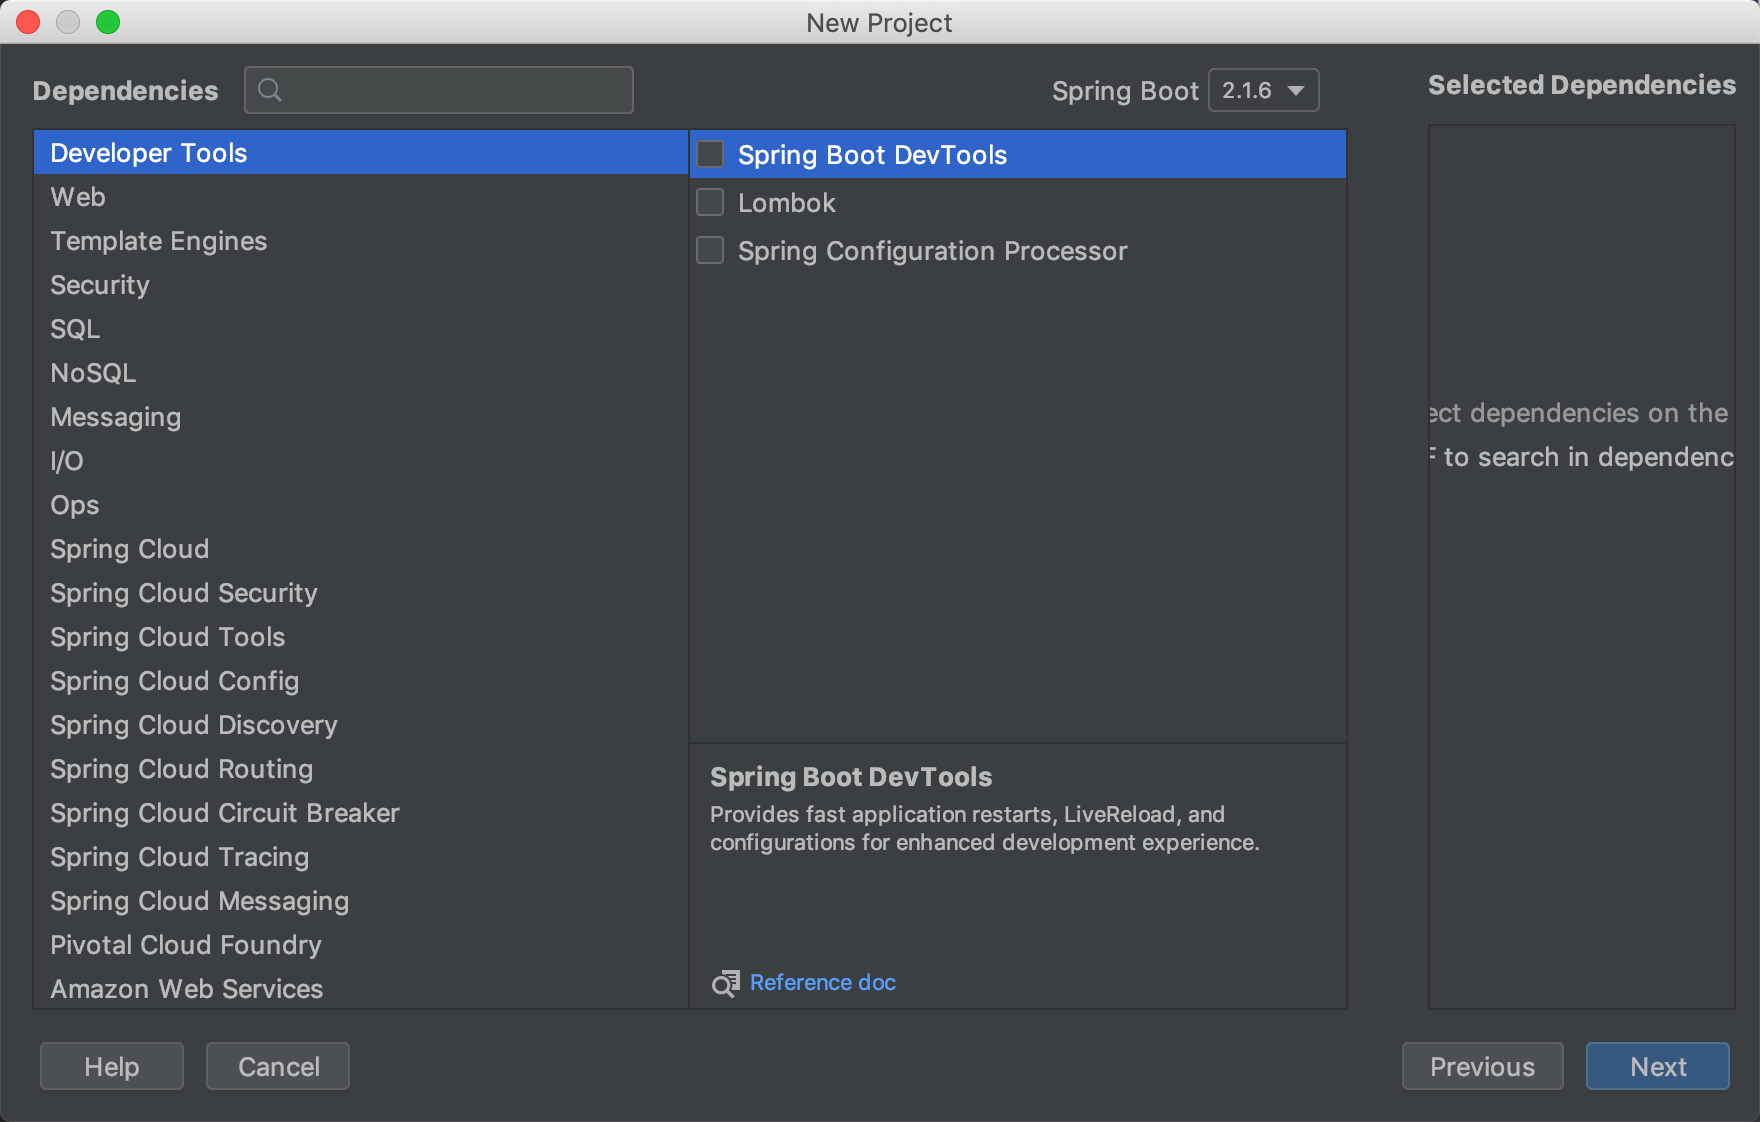 New Project
Dependencies
Spring Boot 2.1.6
Selected Dependencies
Developer Tools
Web
Template Engines
Security
SQL
NoSQL
Messaging
I/O
Ops
Spring Cloud
Spring Cloud Security
Spring Cloud Tools
Spring Cloud Config
Spring Cloud Discovery
Spring Cloud Routing
Spring Cloud Circuit Breaker
Spring Cloud Tracing
Spring Cloud Messaging
Pivotal Cloud Foundry
Amazon Web Services
Spring Boot DevTools
Lombok
Spring Configuration Processor
Spring Boot DevTools
Provides fast application restarts, LiveReload, and
configurations for enhanced development experience.
Reference doc
dependencies on the
to search in
Help
Cancel
Previous
Next